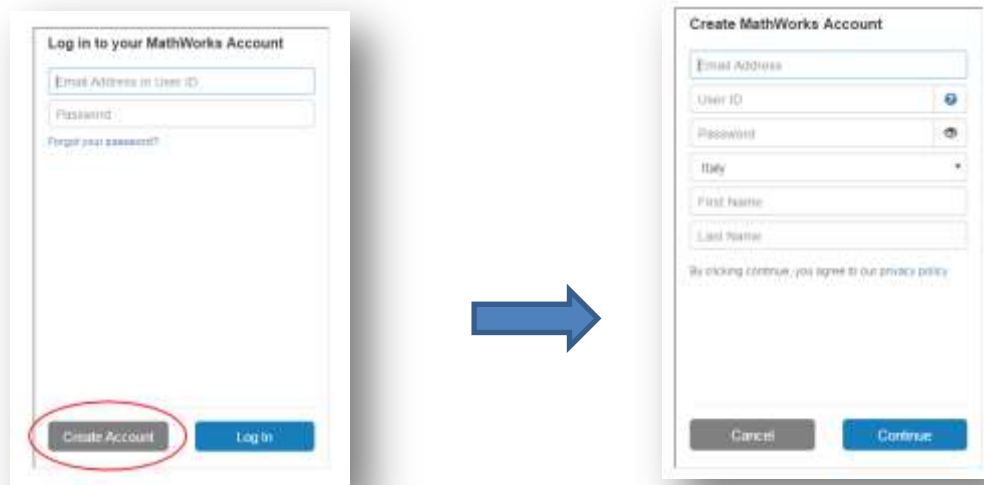 Log in to your MathWorks Account
Email Address or User ID
Password
Forgot your password?
Create Account
Log In
Create MathWorks Account
Email Address
User ID
Password
Italy
First Name
Last Name
By clicking continue, you agree to our privacy policy
Cancel
Continue